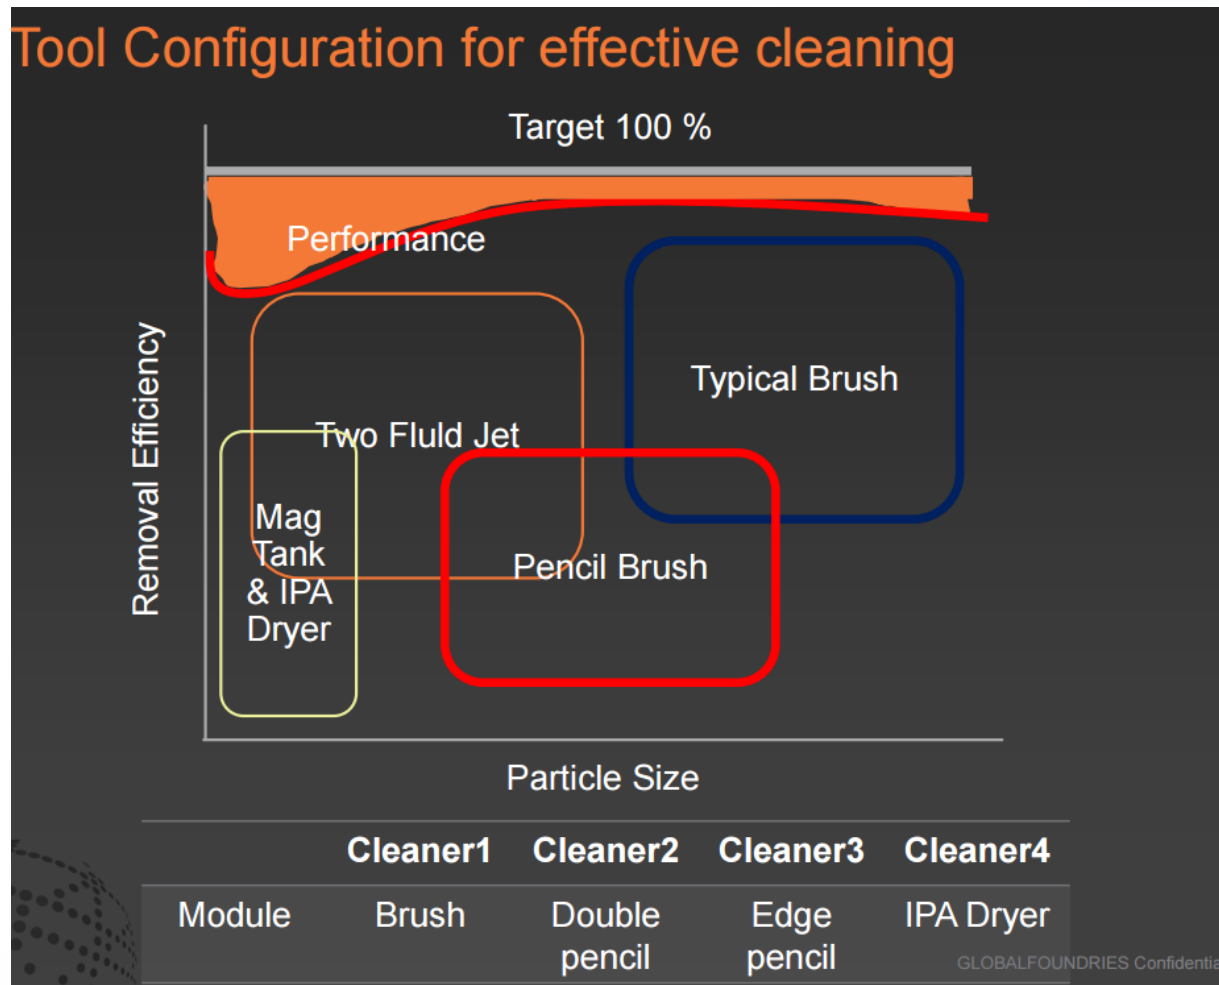 Tool Configuration for effective cleaning
Target 100 %
Performance
Removal Efficiency
Typical Brush
Two Fluld Jet
Mag
Tank
& IPA
Dryer
Pencil Brush
Particle Size
Cleaner1 Cleaner2 Cleaner3 Cleaner4
Module Brush Double pencil Edge pencil IPA Dryer
GLOBALFOUNDRIES Confidentia